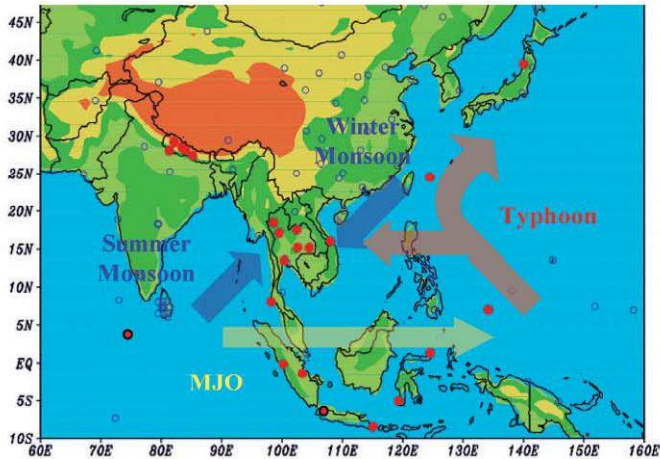 45N
40N
35N
30N
25N
20N
15N
10N
5N
EQ
5S
10S
Winter
Monsoon
Typhoon
Summer
Monsoon
MJO
60E 70E 80E 90E 100E 110E 120E 130E 140E 150E 160E